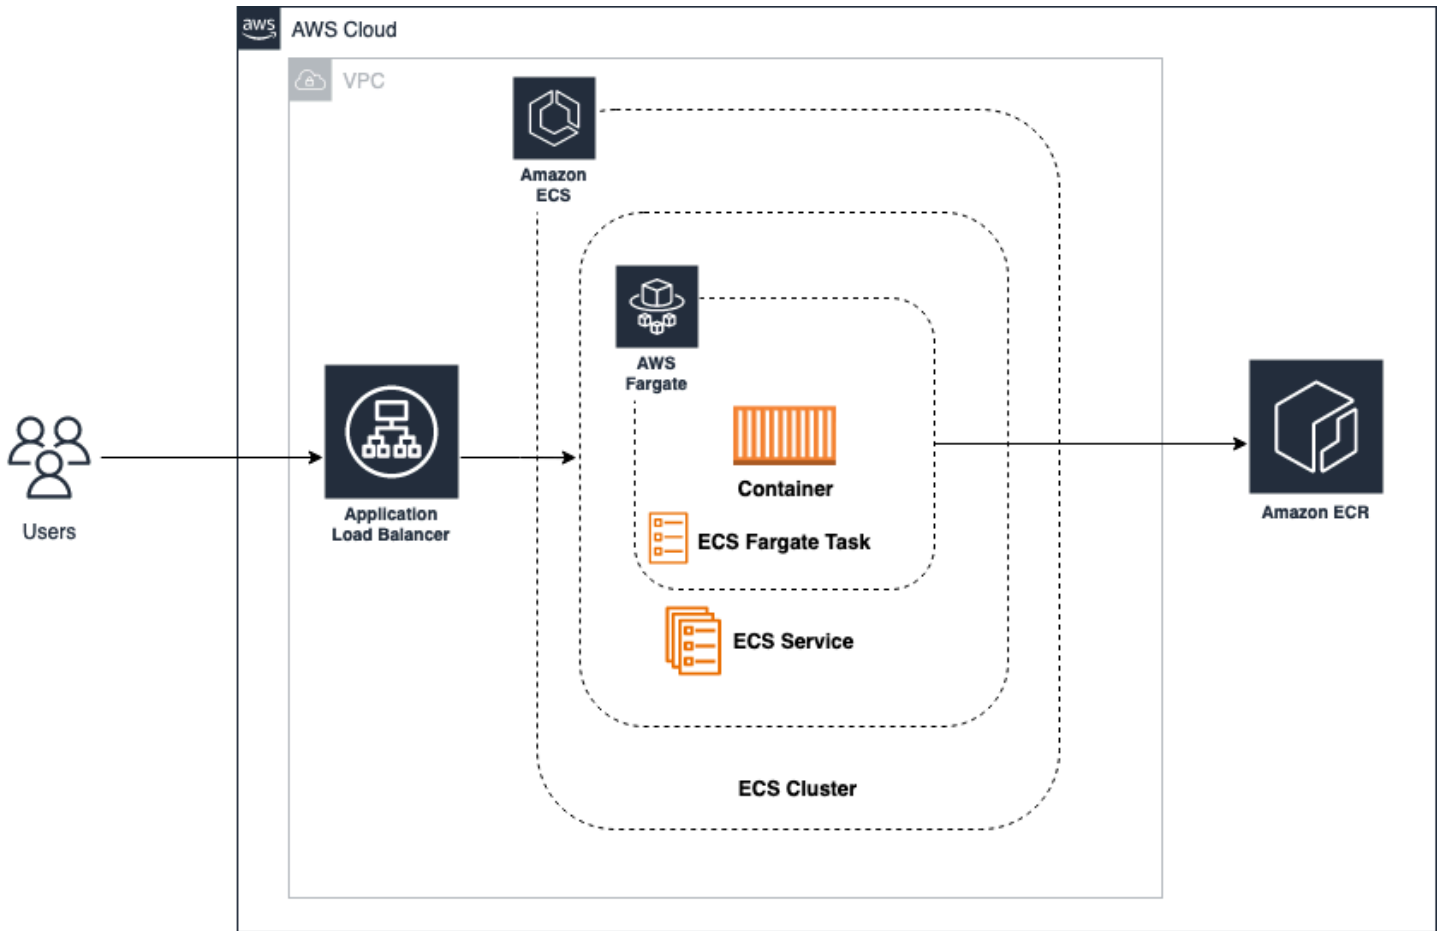 aws
AWS Cloud
VPC
Amazon
ECS
AWS
Fargate
Container
Application
Load Balancer
Users
Amazon ECR
ECS Fargate Task
ECS Service
ECS Cluster